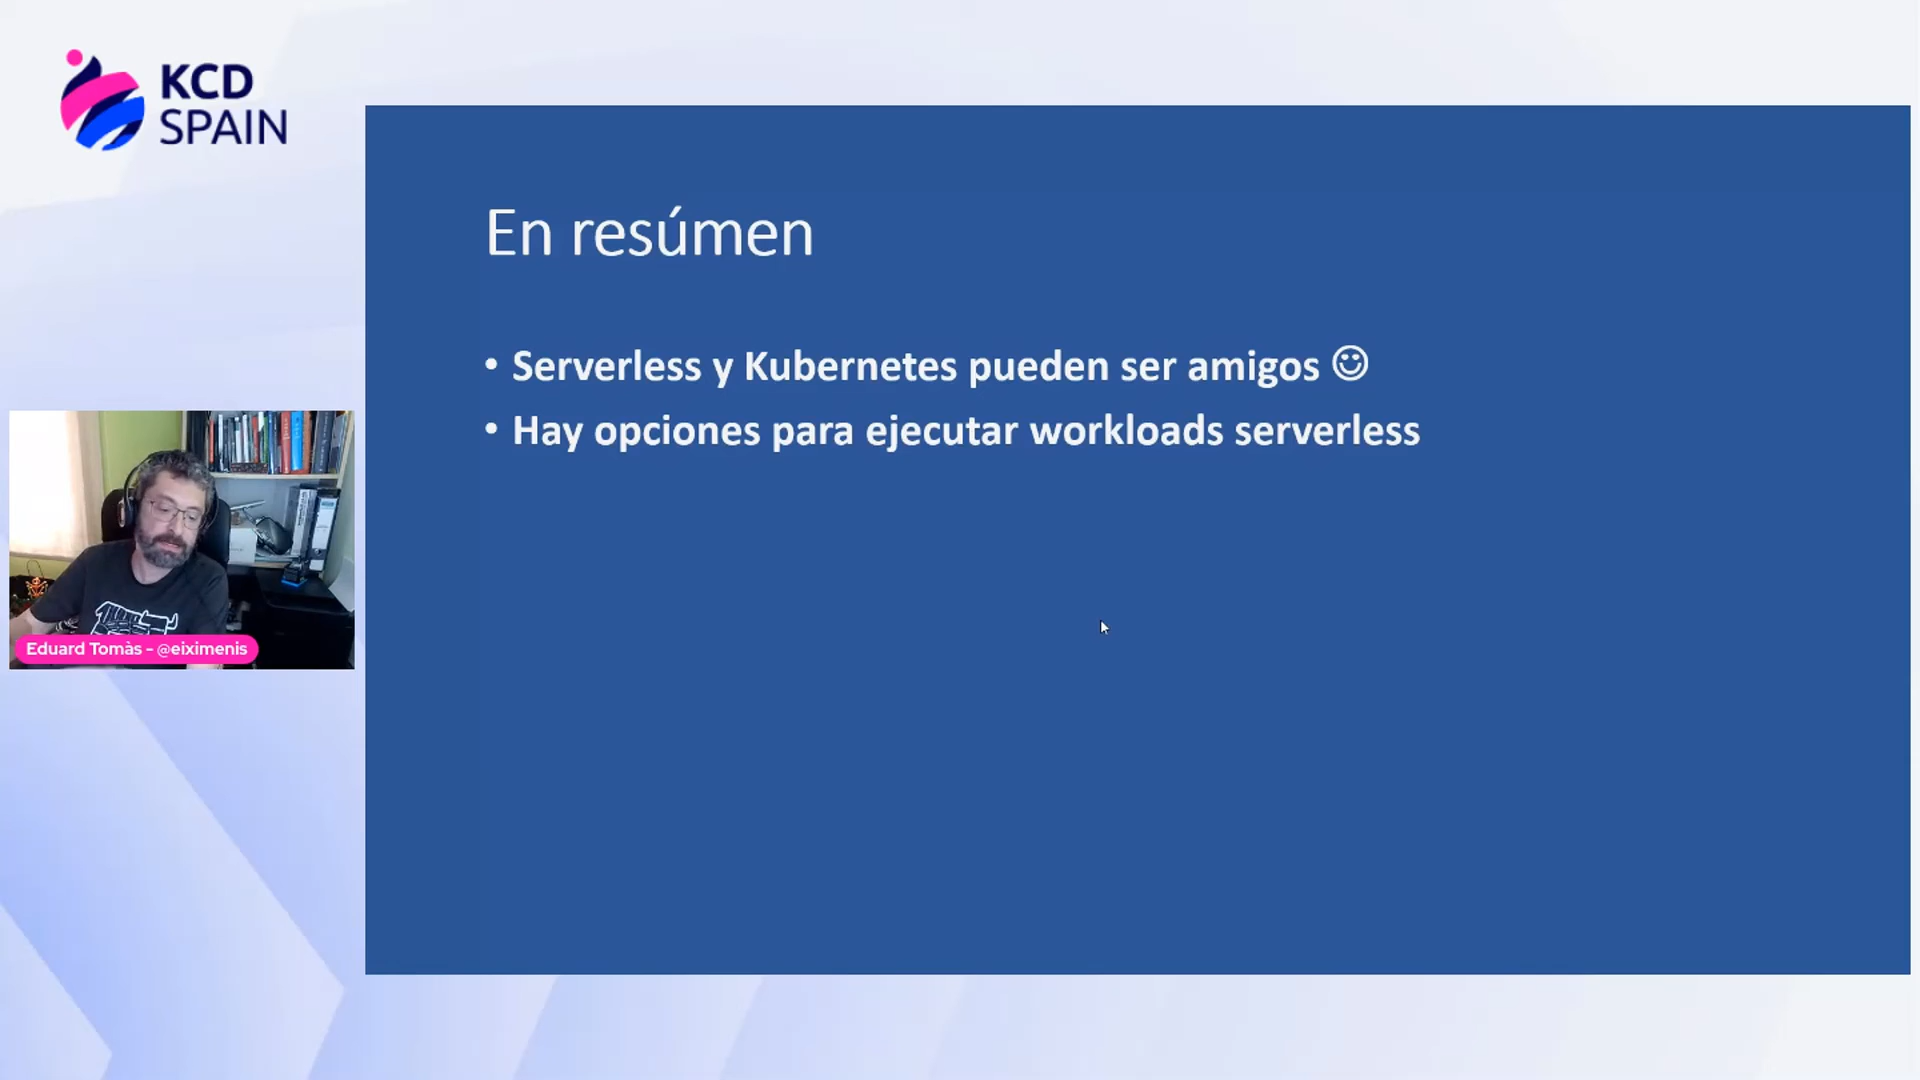 KCD
SPAIN
En resúmen
• Serverless y Kubernetes pueden ser amigos 😍
• Hay opciones para ejecutar workloads serverless
Eduard Tomàs - @eiximenis